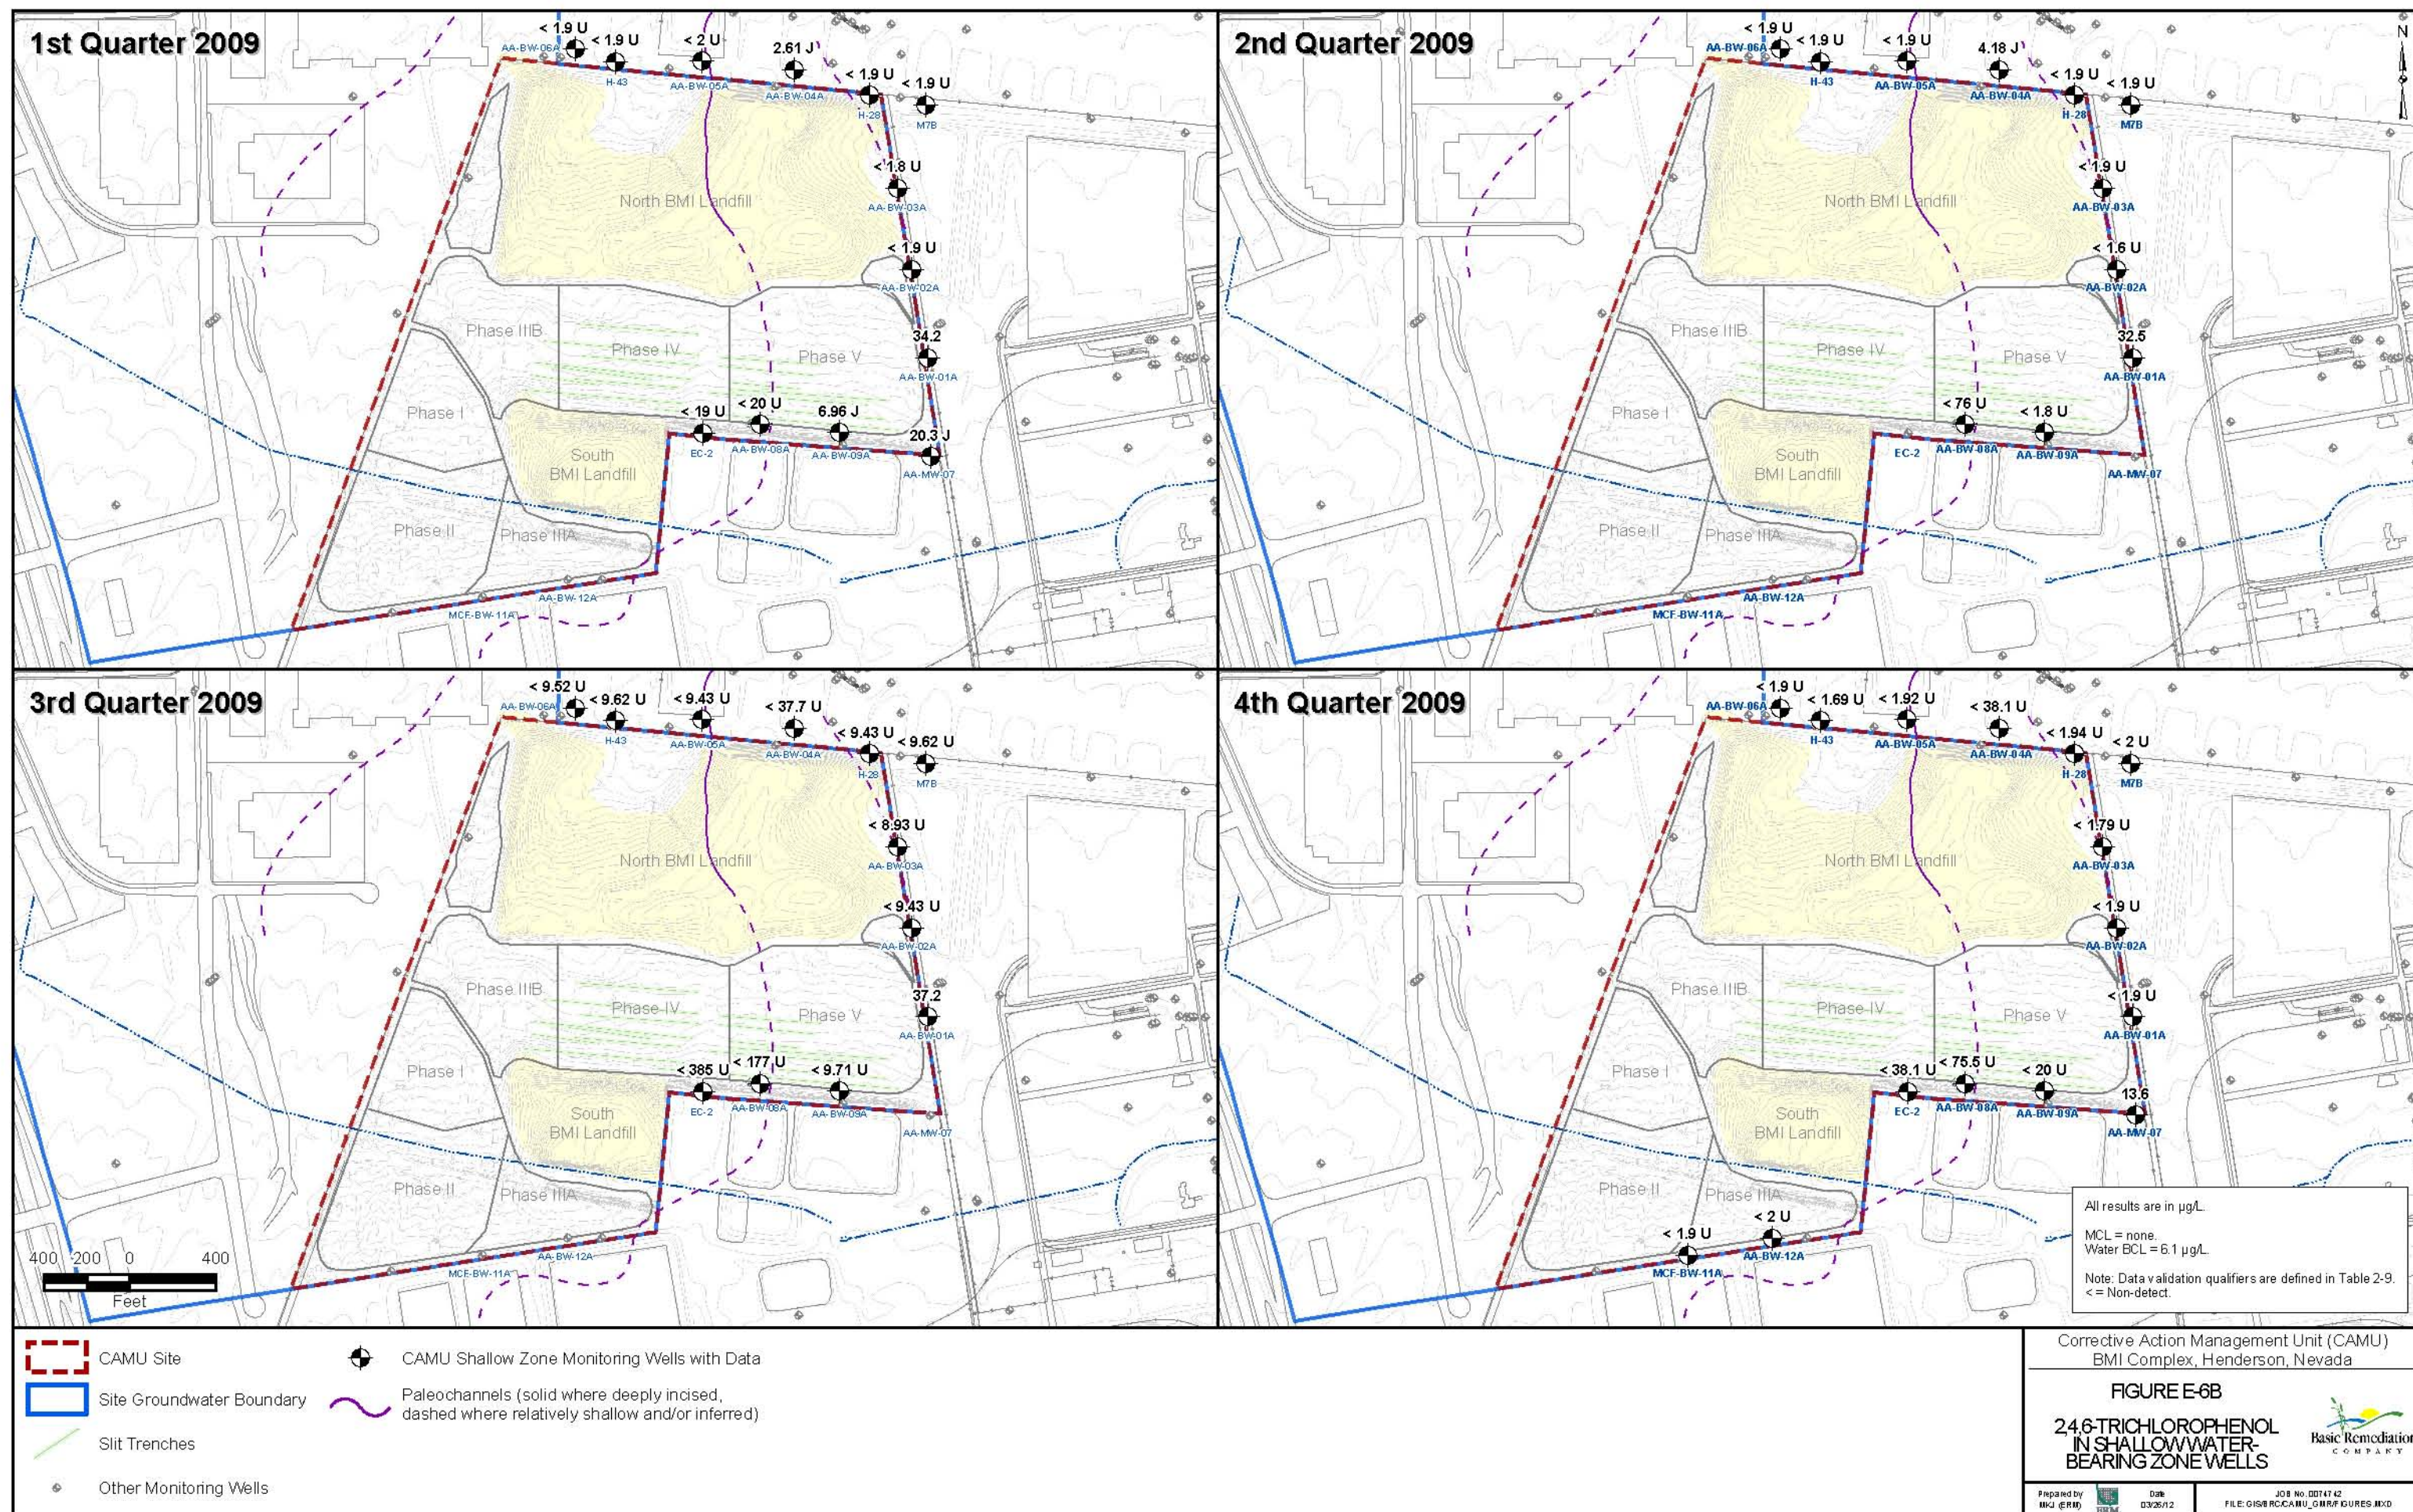 1st Quarter 2009
< 1.9 U
< 1.9 U
< 2 U
2.61 J
< 1.9 U
< 1.9 U
AA-BW-06A
H-43
AA-BW-05A
AA-BW-04A
H-28
M7B
< 1.8 U
North BMI Landfill
AA-BW-03A
< 1.9 U
AA-BW-02A
Phase IIIB
Phase IV
Phase V
34.2
AA-BW-01A
Phase I
< 19 U
< 20 U
6.96 J
20.3 J
EC-2
AA-BW-08A
AA-BW-09A
AA-MW-07
South
BMI Landfill
Phase II
Phase IIIA
AA-BW-12A
MCF-BW-11A
2nd Quarter 2009
< 1.9 U
< 1.9 U
< 1.9 U
4.18 J
< 1.9 U
< 1.9 U
N
AA-BW-06A
H-43
AA-BW-05A
AA-BW-04A
H-28
M7B
< 1.9 U
North BMI Landfill
AA-BW-03A
< 1.6 U
AA-BW-02A
Phase IIIB
Phase IV
Phase V
32.5
AA-BW-01A
Phase I
< 76 U
< 1.8 U
EC-2
AA-BW-08A
AA-BW-09A
AA-MW-07
South
BMI Landfill
Phase II
Phase IIIA
AA-BW-12A
MCF-BW-11A
3rd Quarter 2009
< 9.52 U
< 9.62 U
< 9.43 U
< 37.7 U
< 9.43 U
< 9.62 U
AA-BW-06A
H-43
AA-BW-05A
AA-BW-04A
H-28
M7B
< 8.93 U
North BMI Landfill
AA-BW-03A
< 9.43 U
AA-BW-02A
Phase IIIB
Phase IV
Phase V
37.2
AA-BW-01A
Phase I
< 385 U
< 177 U
< 9.71 U
EC-2
AA-BW-08A
AA-BW-09A
AA-MW-07
South
BMI Landfill
Phase II
Phase IIIA
AA-BW-12A
MCF-BW-11A
400 200 0 400
Feet
4th Quarter 2009
< 1.9 U
< 1.69 U
< 1.92 U
< 38.1 U
< 1.94 U
< 2 U
AA-BW-06A
H-43
AA-BW-05A
AA-BW-04A
H-28
M7B
< 1.79 U
North BMI Landfill
AA-BW-03A
< 1.9 U
AA-BW-02A
Phase IIIB
Phase IV
Phase V
< 1.9 U
AA-BW-01A
Phase I
< 38.1 U
< 75.5 U
< 20 U
13.6
EC-2
AA-BW-08A
AA-BW-09A
AA-MW-07
South
BMI Landfill
Phase II
Phase IIIA
< 1.9 U
< 2 U
AA-BW-12A
MCF-BW-11A
All results are in µg/L.
MCL = none.
Water BCL = 6.1 µg/L.
Note: Data validation qualifiers are defined in Table 2-9.
< = Non-detect.
CAMU Site
Site Groundwater Boundary
Slit Trenches
Other Monitoring Wells
CAMU Shallow Zone Monitoring Wells with Data
Paleochannels (solid where deeply incised,
dashed where relatively shallow and/or inferred)
Corrective Action Management Unit (CAMU)
BMI Complex, Henderson, Nevada
FIGURE E-6B
2,4,6-TRICHLOROPHENOL
IN SHALLOW WATER-
BEARING ZONE WELLS
Basic Remediation
COMPANY
Prepared by
MKJ (ERM)
ERM
Date
03/26/12
JOB No. 0074742
FILE: GIS/BRC/CAMU_GMR/FIGURES.MXD